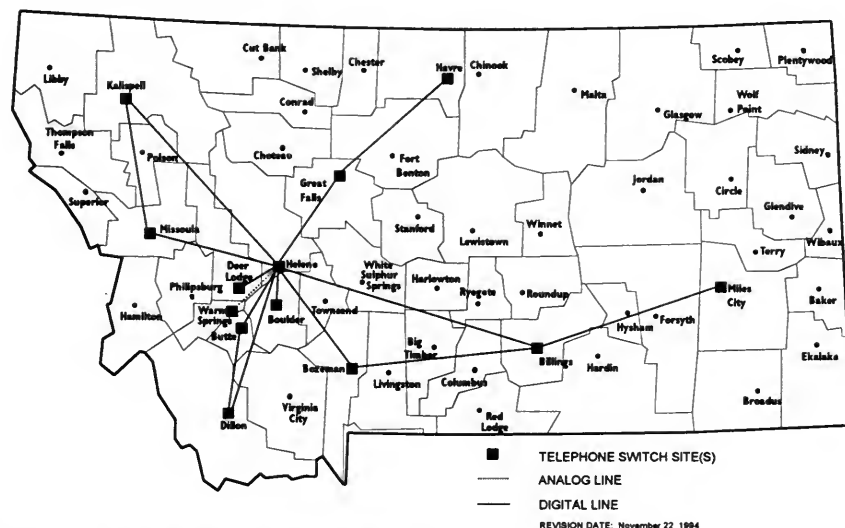 Cut Bank
Shelby
Chester
Havre
Chinook
Scobey
Plentywood
Libby
Kalispell
Conrad
Malta
Glasgow
Wolf
Point
Thompson
Falls
Polson
Choteau
Fort
Benton
Sidney
Superior
Great
Falls
Jordan
Circle
Glendive
Missoula
Stanford
Lewistown
Winnet
Terry
Wibaux
Deer
Lodge
Helena
White
Sulphur
Springs
Harlowton
Ryegate
Roundup
Miles
City
Baker
Philipsburg
Hamilton
Warm
Springs
Butte
Boulder
Townsend
Hysham
Forsyth
Big
Timber
Billings
Hardin
Ekalaka
Bozeman
Livingston
Columbus
Broadus
Dillon
Virginia
City
Red
Lodge
TELEPHONE SWITCH SITE(S)
ANALOG LINE
DIGITAL LINE
REVISION DATE: November 22 1994